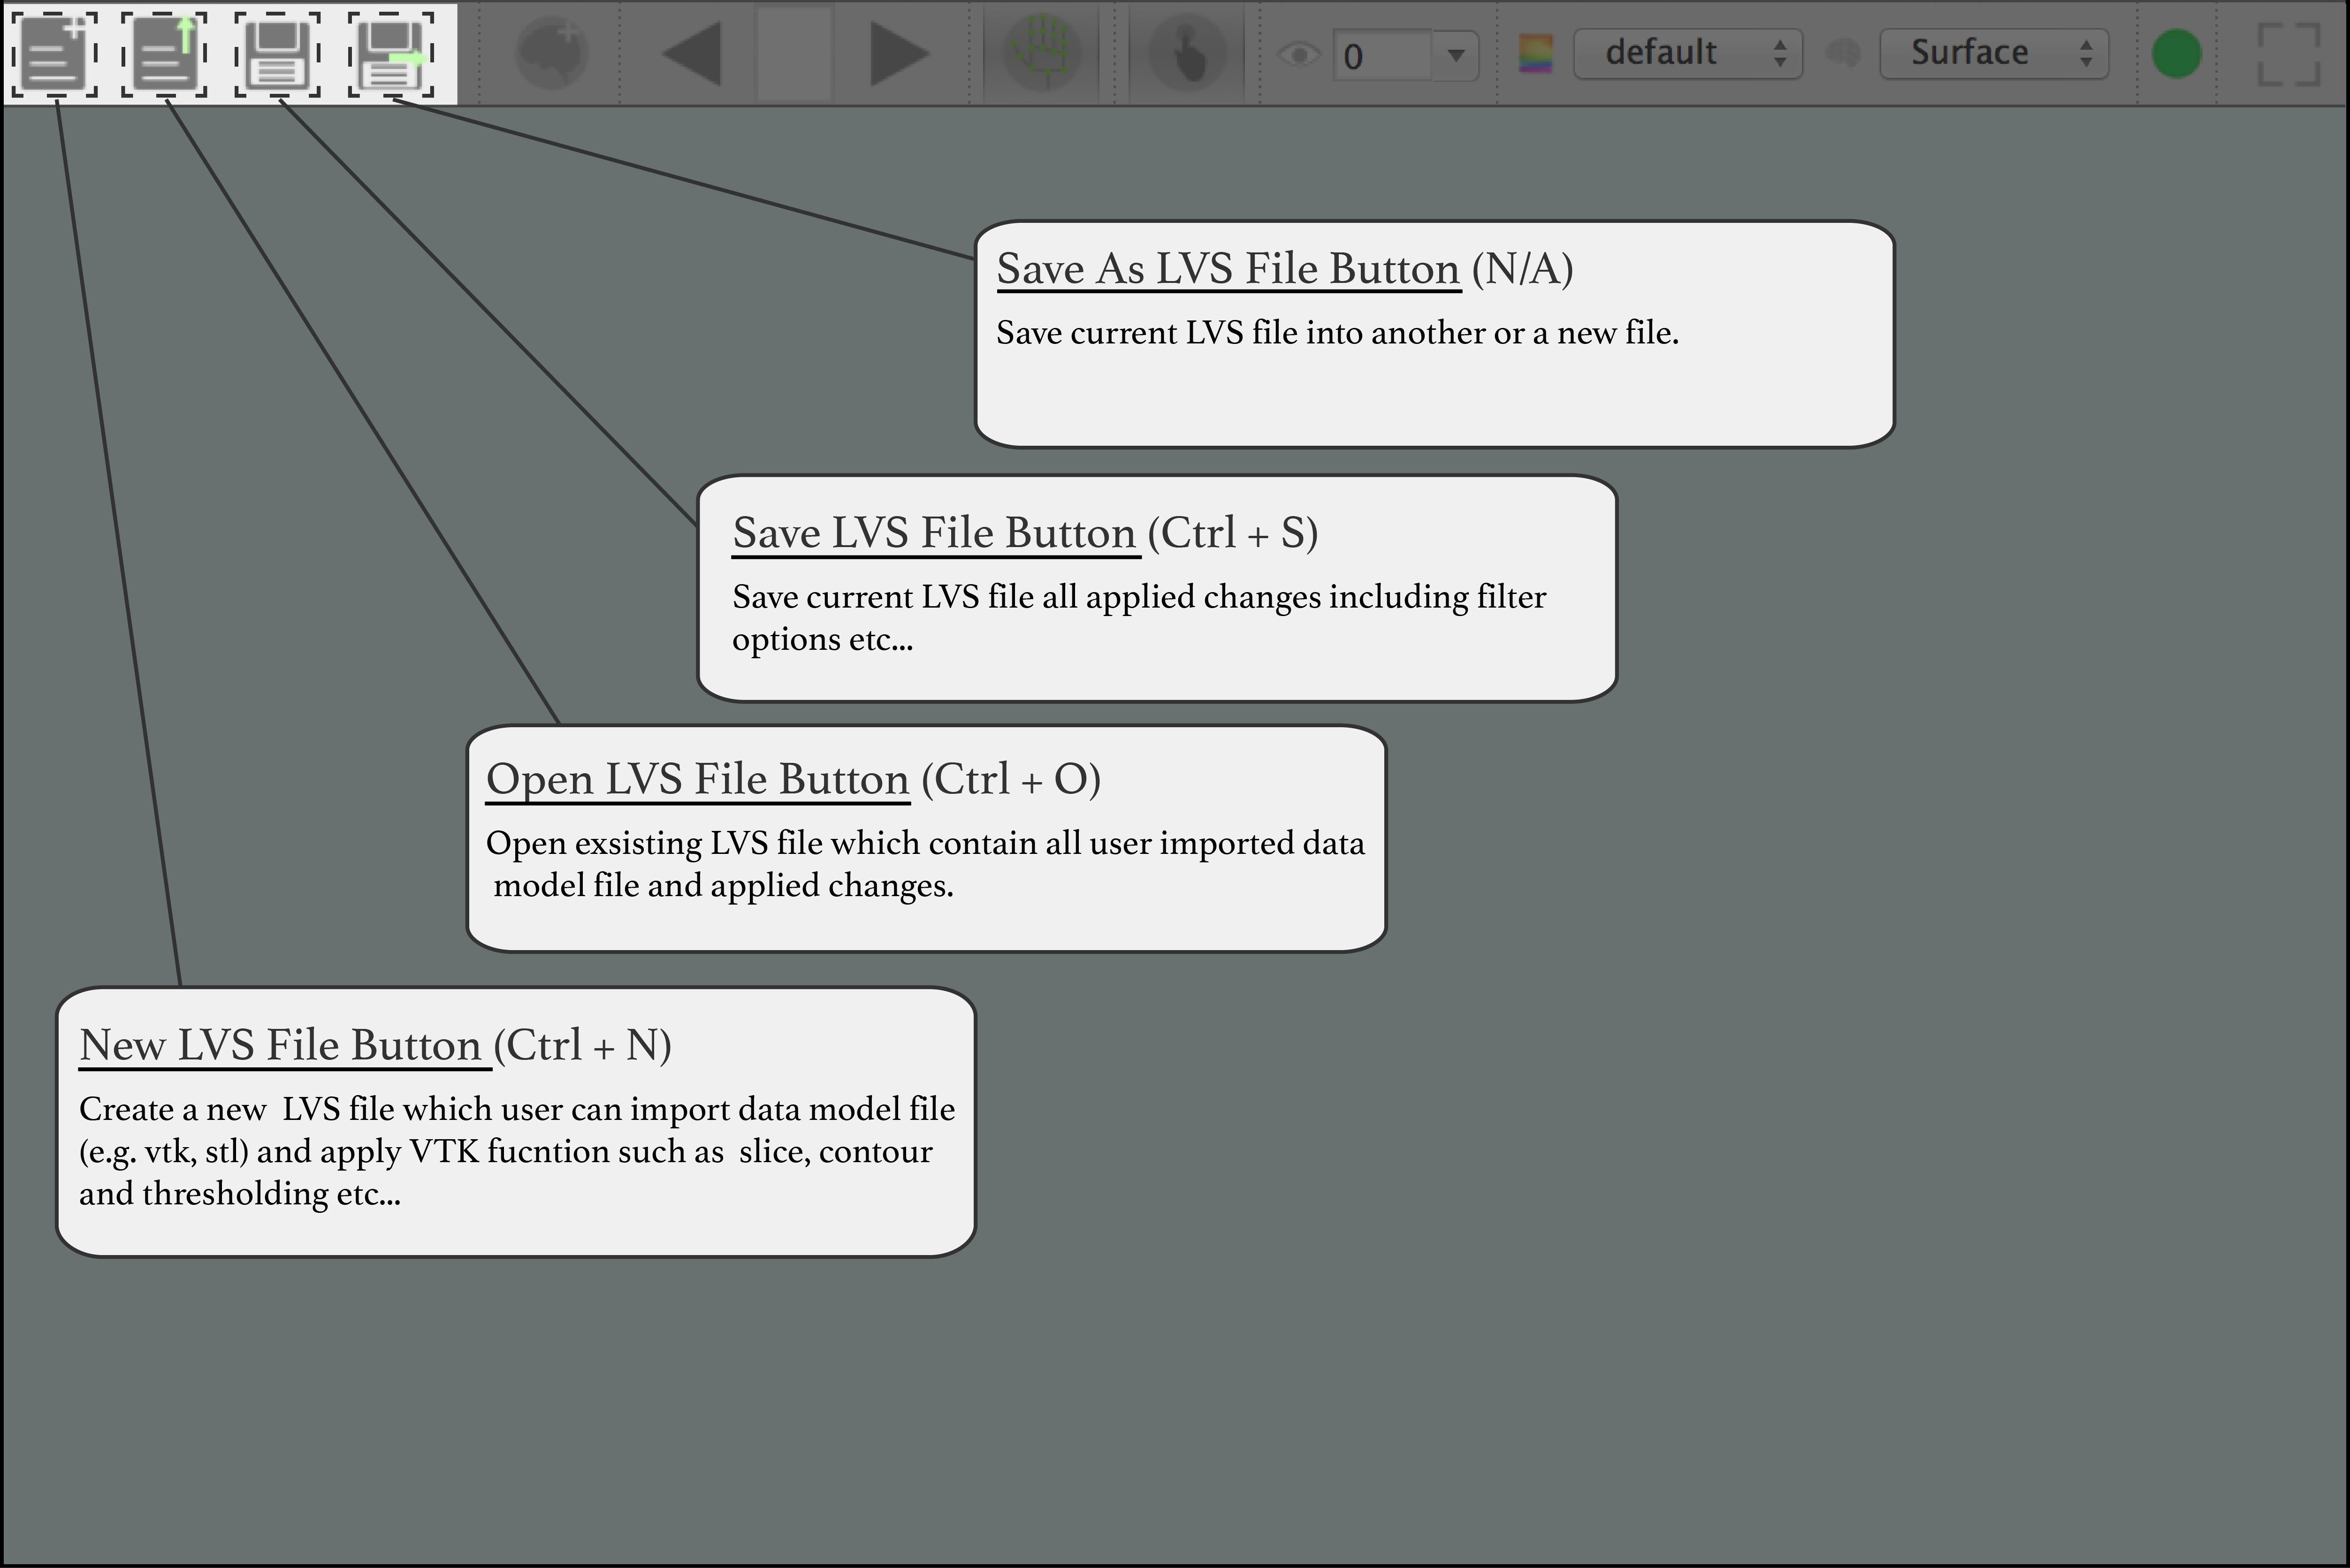 0
default
Surface
Save As LVS File Button (N/A)
Save current LVS file into another or a new file.
Save LVS File Button (Ctrl + S)
Save current LVS file all applied changes including filter
options etc...
Open LVS File Button (Ctrl + O)
Open exsisting LVS file which contain all user imported data
model file and applied changes.
New LVS File Button (Ctrl + N)
Create a new LVS file which user can import data model file
(e.g. vtk, stl) and apply VTK fucntion such as slice, contour
and thresholding etc...